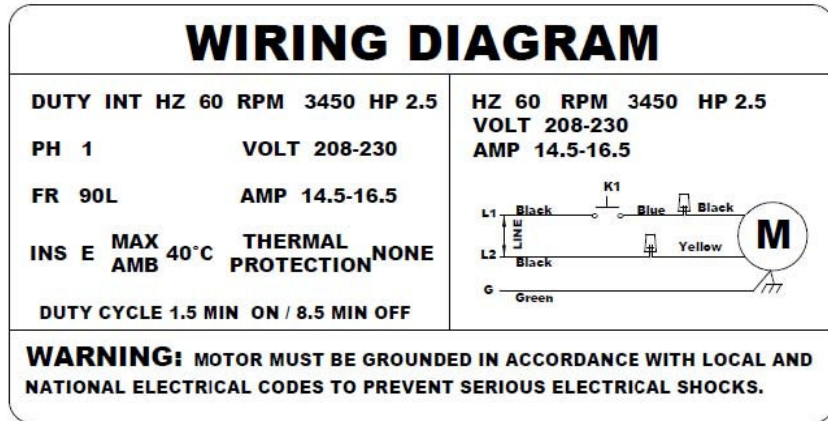 WIRING DIAGRAM
DUTY INT HZ 60 RPM 3450 HP 2.5
PH 1 VOLT 208-230
FR 90L AMP 14.5-16.5
INS E MAX AMB 40°C THERMAL PROTECTION NONE
DUTY CYCLE 1.5 MIN ON / 8.5 MIN OFF
HZ 60 RPM 3450 HP 2.5
VOLT 208-230
AMP 14.5-16.5
K1
L1 Black Blue Black
LINE
M
L2 Black Yellow
G Green
WARNING: MOTOR MUST BE GROUNDED IN ACCORDANCE WITH LOCAL AND
NATIONAL ELECTRICAL CODES TO PREVENT SERIOUS ELECTRICAL SHOCKS.